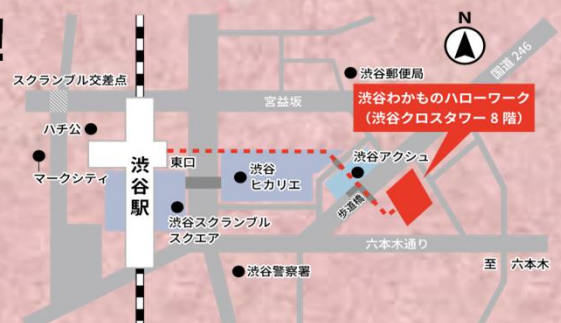 N
国道 246
渋谷郵便局
スクランブル交差点
宮益坂
渋谷わかものハローワーク
(渋谷クロスタワー 8 階)
ハチ公
マークシティ
渋谷駅
東口
渋谷
ヒカリエ
渋谷アクシュ
歩道橋
渋谷スクランブル
スクエア
六本木通り
至 六本木
渋谷警察署